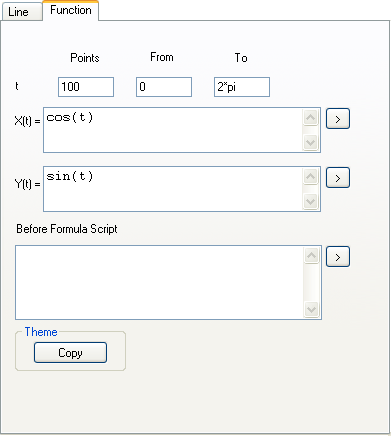 Line Function
Points From To
t 100 0 2*pi
X(t) = cos(t) >
Y(t) = sin(t) >
Before Formula Script
>
Theme
Copy